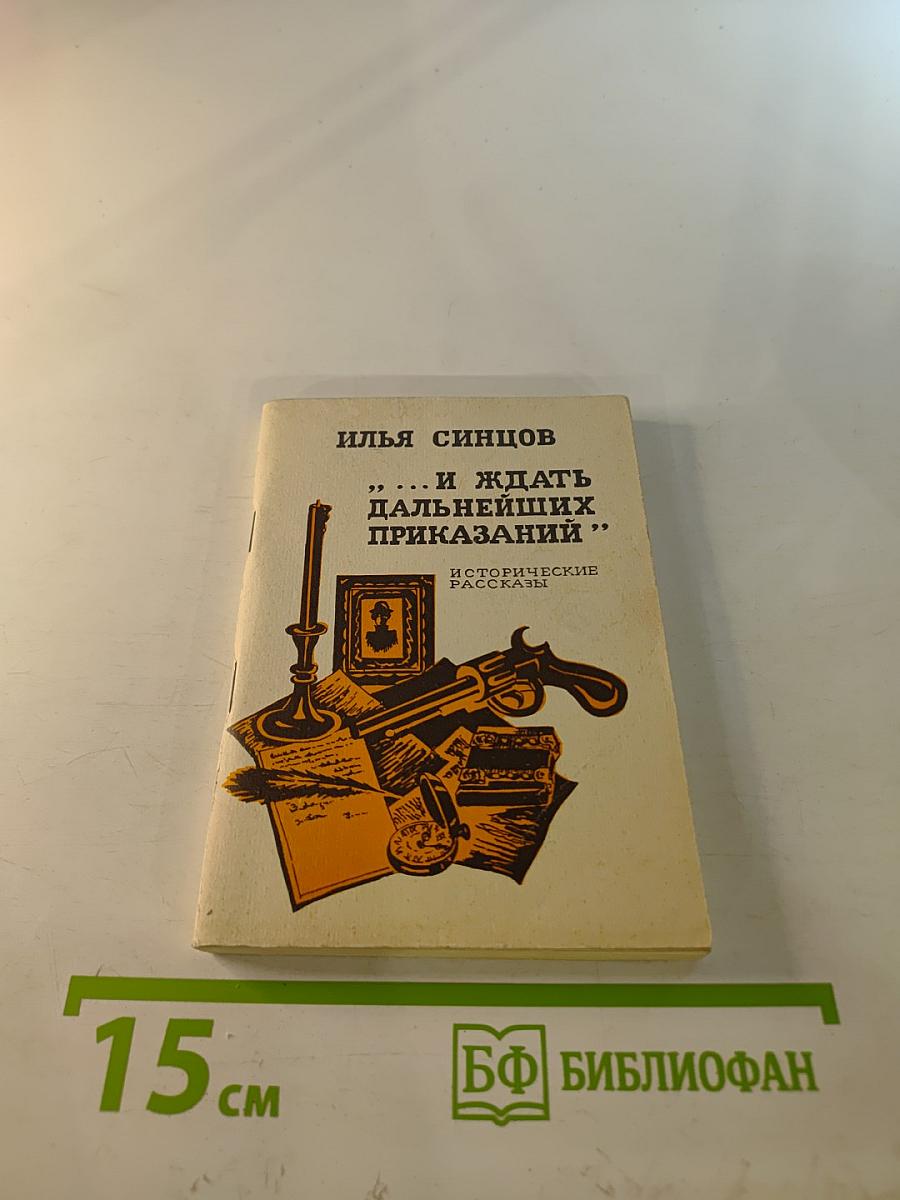 ИЛЬЯ СИНЦОВ
„...И ЖДАТЬ
ДАЛЬНЕЙШИХ
ПРИКАЗАНИЙ”
ИСТОРИЧЕСКИЕ
РАССКАЗЫ
15 см
БФ БИБЛИОФАН